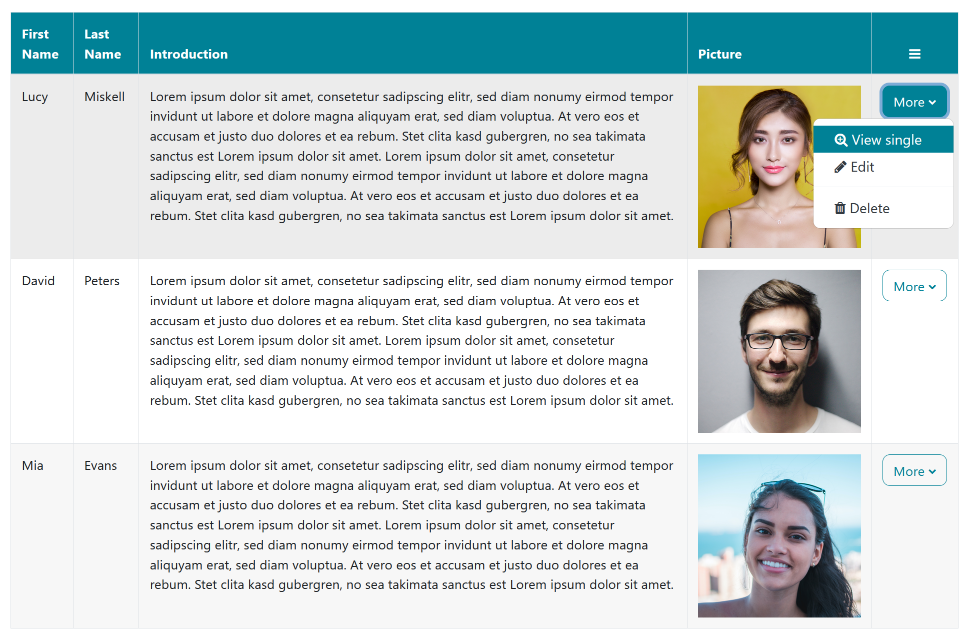 First Name
Last Name
Introduction
Picture
Lucy
Miskell
Lorem ipsum dolor sit amet, consetetur sadipscing elitr, sed diam nonumy eirmod tempor
invidunt ut labore et dolore magna aliquyam erat, sed diam voluptua. At vero eos et
accusam et justo duo dolores et ea rebum. Stet clita kasd gubergren, no sea takimata
sanctus est Lorem ipsum dolor sit amet. Lorem ipsum dolor sit amet, consetetur
sadipscing elitr, sed diam nonumy eirmod tempor invidunt ut labore et dolore magna
aliquyam erat, sed diam voluptua. At vero eos et accusam et justo duo dolores et ea
rebum. Stet clita kasd gubergren, no sea takimata sanctus est Lorem ipsum dolor sit amet.
More
View single
Edit
Delete
David
Peters
Lorem ipsum dolor sit amet, consetetur sadipscing elitr, sed diam nonumy eirmod tempor
invidunt ut labore et dolore magna aliquyam erat, sed diam voluptua. At vero eos et
accusam et justo duo dolores et ea rebum. Stet clita kasd gubergren, no sea takimata
sanctus est Lorem ipsum dolor sit amet. Lorem ipsum dolor sit amet, consetetur
sadipscing elitr, sed diam nonumy eirmod tempor invidunt ut labore et dolore magna
aliquyam erat, sed diam voluptua. At vero eos et accusam et justo duo dolores et ea
rebum. Stet clita kasd gubergren, no sea takimata sanctus est Lorem ipsum dolor sit amet.
More
Mia
Evans
Lorem ipsum dolor sit amet, consetetur sadipscing elitr, sed diam nonumy eirmod tempor
invidunt ut labore et dolore magna aliquyam erat, sed diam voluptua. At vero eos et
accusam et justo duo dolores et ea rebum. Stet clita kasd gubergren, no sea takimata
sanctus est Lorem ipsum dolor sit amet. Lorem ipsum dolor sit amet, consetetur
sadipscing elitr, sed diam nonumy eirmod tempor invidunt ut labore et dolore magna
aliquyam erat, sed diam voluptua. At vero eos et accusam et justo duo dolores et ea
rebum. Stet clita kasd gubergren, no sea takimata sanctus est Lorem ipsum dolor sit amet.
More